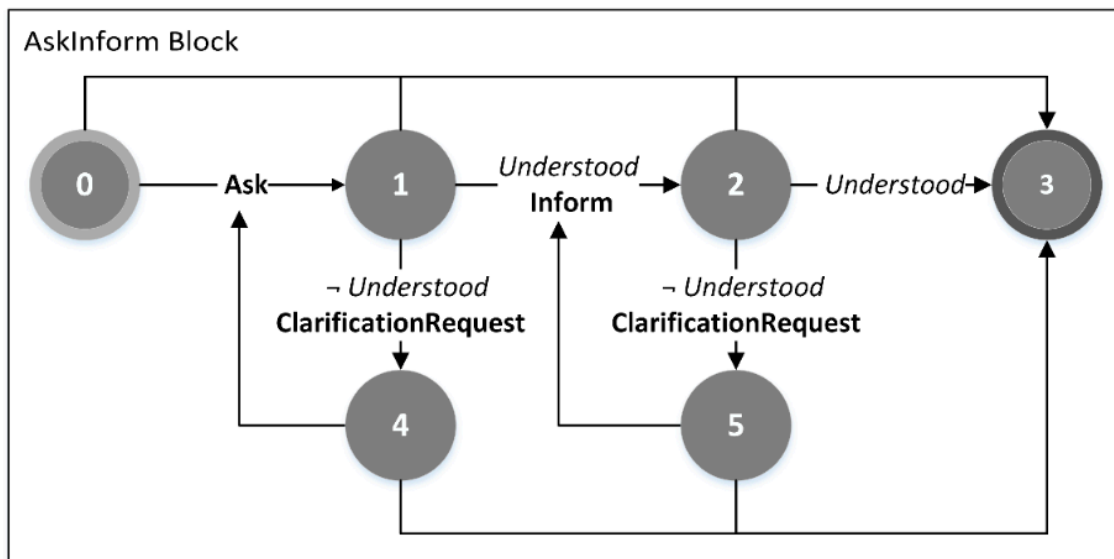 AskInform Block
0
Ask
1
Understood
Inform
2
Understood
3
¬ Understood
ClarificationRequest
¬ Understood
ClarificationRequest
4
5